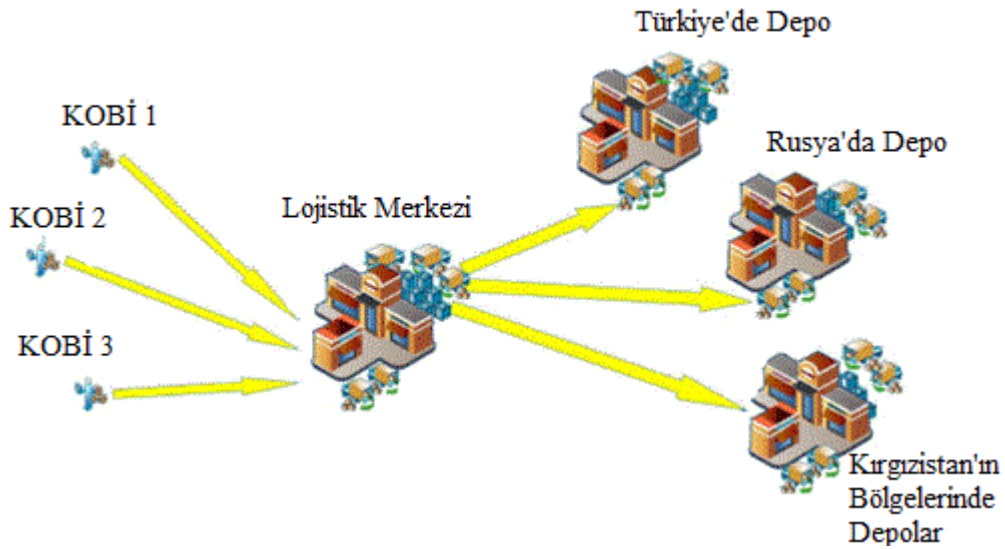 Türkiye'de Depo
KOBİ 1
Rusya'da Depo
Lojistik Merkezi
KOBİ 2
KOBİ 3
Kırgızistan'ın
Bölgelerinde
Depolar